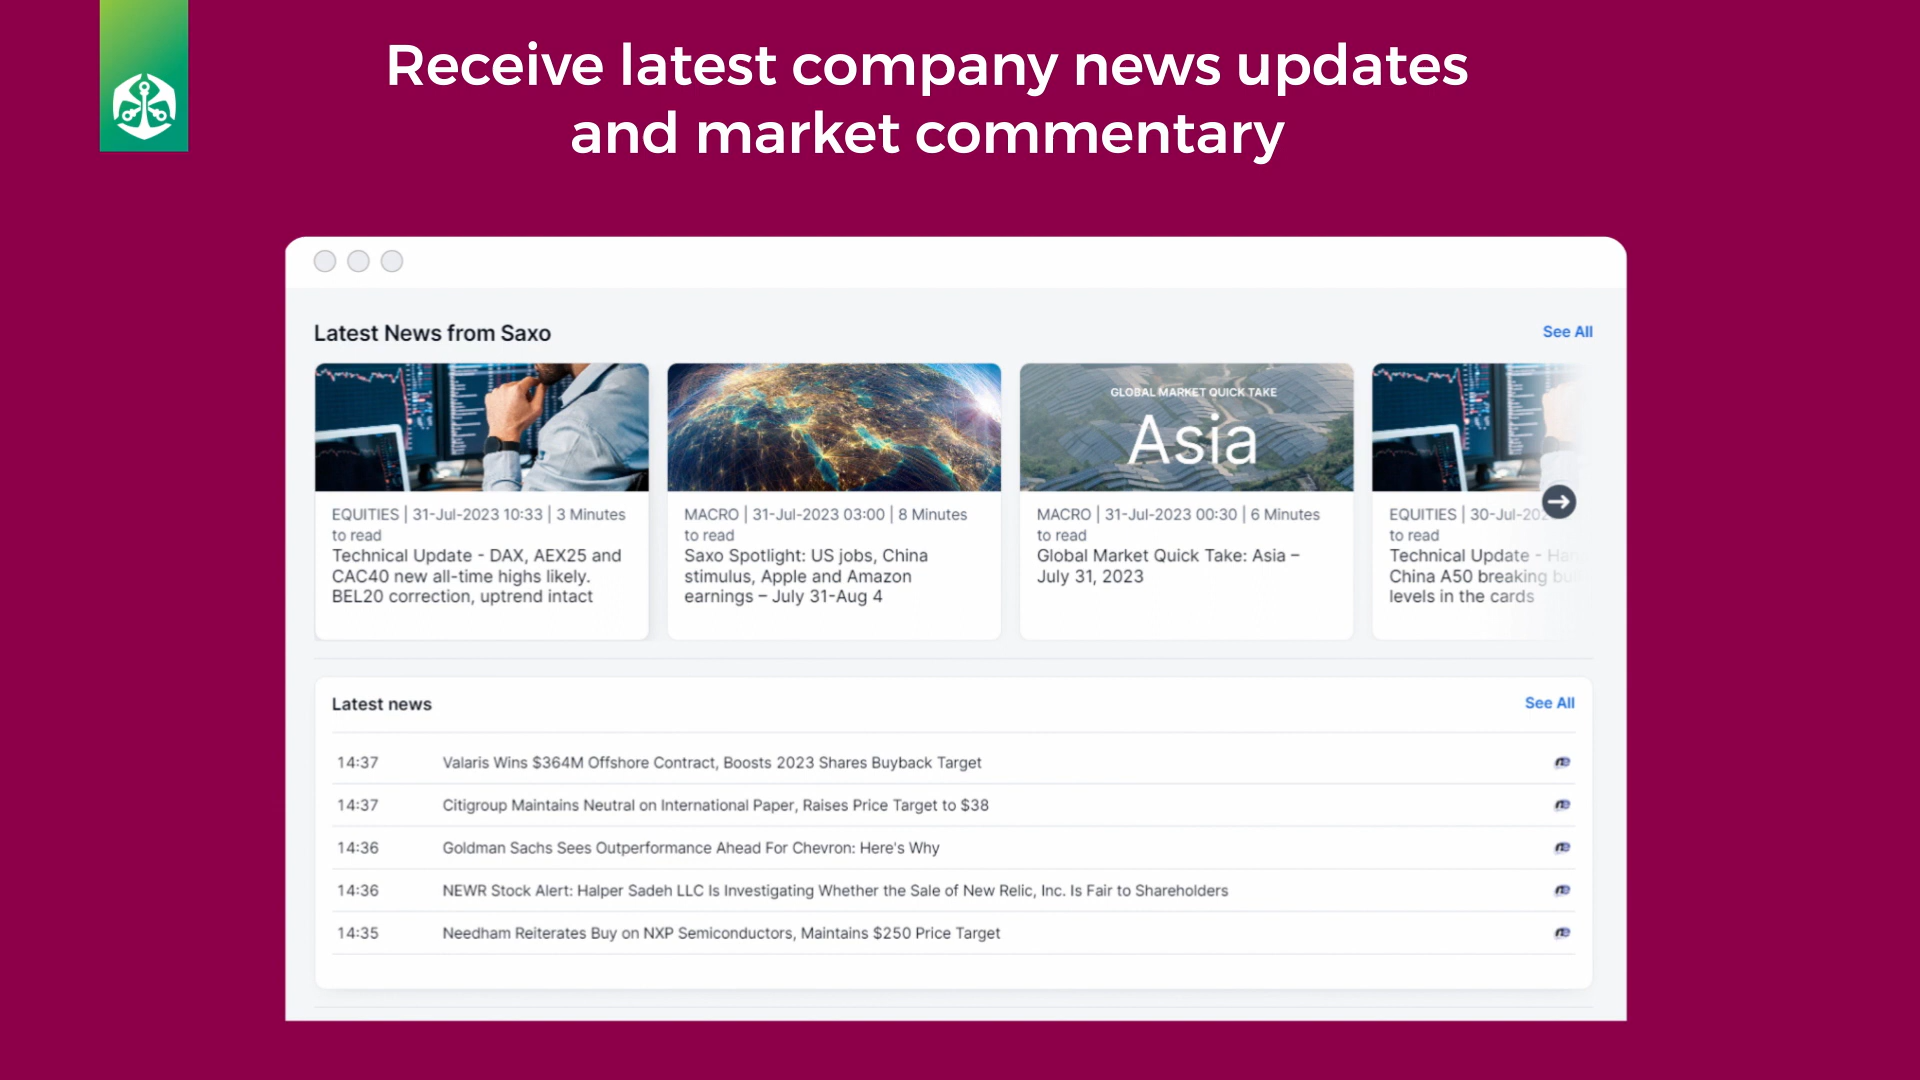 Receive latest company news updates
and market commentary
Latest News from Saxo
See All
EQUITIES | 31-Jul-2023 10:33 | 3 Minutes
to read
Technical Update - DAX, AEX25 and
CAC40 new all-time highs likely.
BEL20 correction, uptrend intact
MACRO | 31-Jul-2023 03:00 | 8 Minutes
to read
Saxo Spotlight: US jobs, China
stimulus, Apple and Amazon
earnings – July 31-Aug 4
GLOBAL MARKET QUICK TAKE
Asia
MACRO | 31-Jul-2023 00:30 | 6 Minutes
to read
Global Market Quick Take: Asia –
July 31, 2023
EQUITIES | 30-Jul-202
to read
Technical Update -
China A50 breaking
levels in the cards
Latest news
See All
14:37 Valaris Wins $364M Offshore Contract, Boosts 2023 Shares Buyback Target
14:37 Citigroup Maintains Neutral on International Paper, Raises Price Target to $38
14:36 Goldman Sachs Sees Outperformance Ahead For Chevron: Here's Why
14:36 NEWR Stock Alert: Halper Sadeh LLC Is Investigating Whether the Sale of New Relic, Inc. Is Fair to Shareholders
14:35 Needham Reiterates Buy on NXP Semiconductors, Maintains $250 Price Target